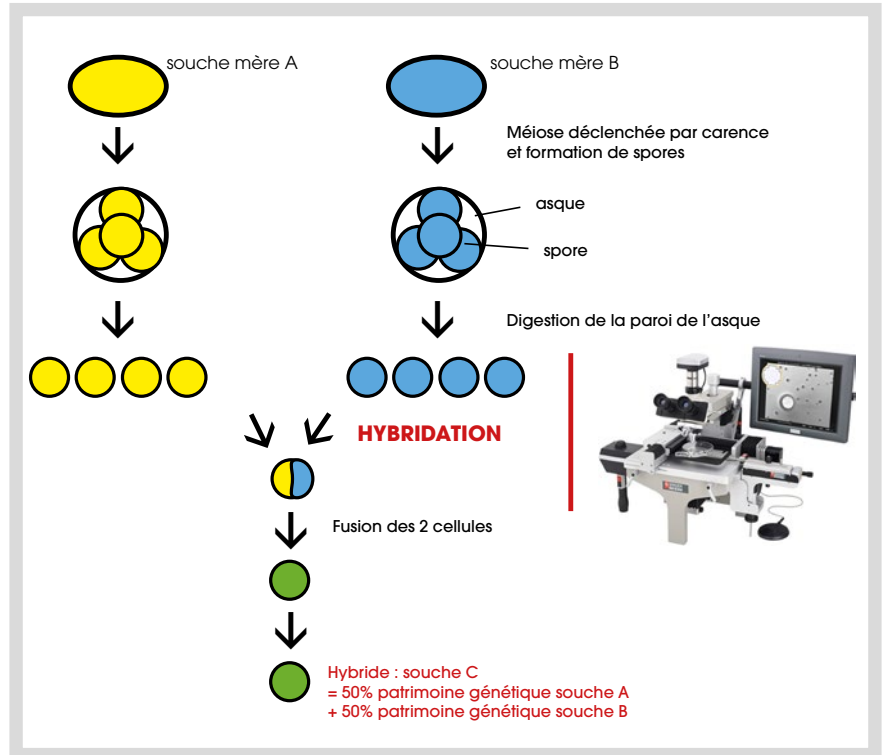 souche mère A
souche mère B
Méiose déclenchée par carence
et formation de spores
asque
spore
Digestion de la paroi de l'asque
HYBRIDATION
Fusion des 2 cellules
Hybride : souche C
= 50% patrimoine génétique souche A
+ 50% patrimoine génétique souche B